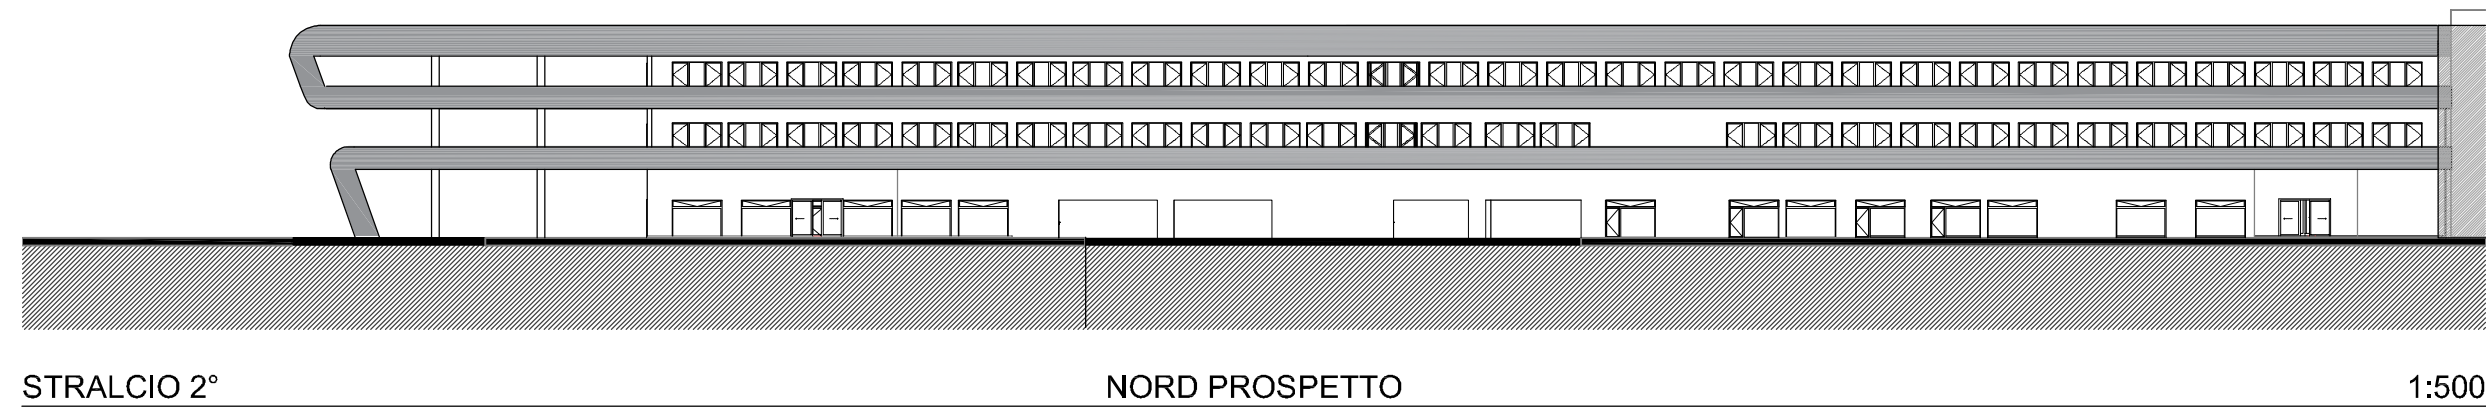 STRALCIO 2° NORD PROSPETTO 1:500